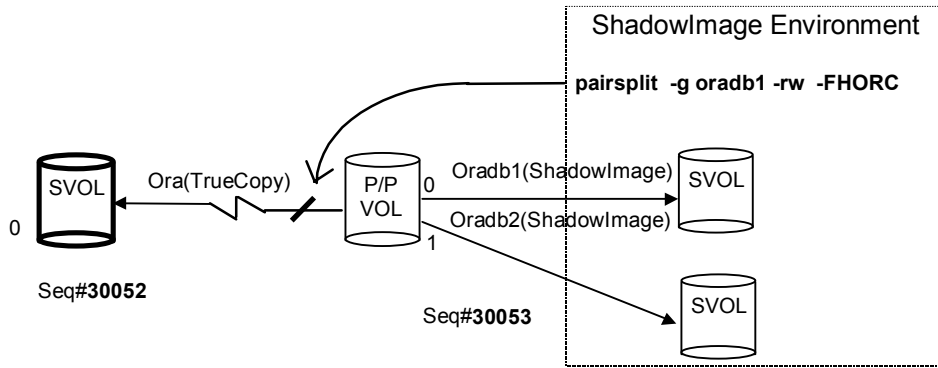 ShadowImage Environment
pairsplit -g oradb1 -rw -FHORC
Ora(TrueCopy)
SVOL
0
P/P
VOL
0
1
Oradb1(ShadowImage)
Oradb2(ShadowImage)
SVOL
SVOL
Seq#30052
Seq#30053